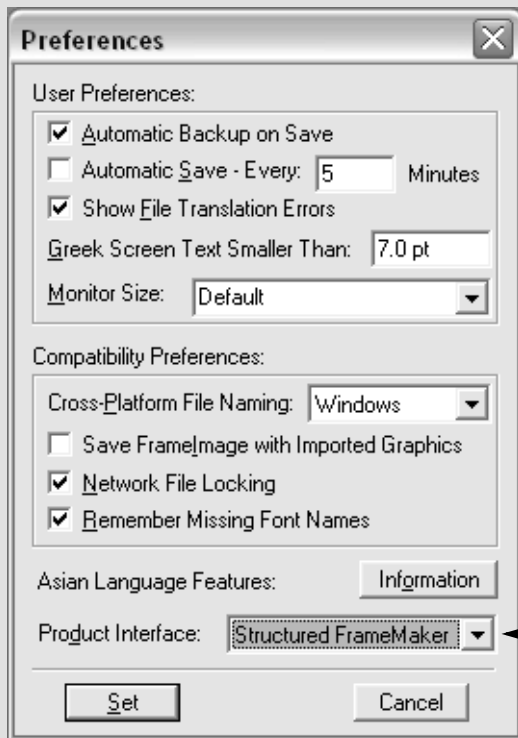 Preferences
User Preferences:
Automatic Backup on Save
Automatic Save - Every: 5 Minutes
Show File Translation Errors
Greek Screen Text Smaller Than: 7.0 pt
Monitor Size: Default
Compatibility Preferences:
Cross-Platform File Naming: Windows
Save FrameImage with Imported Graphics
Network File Locking
Remember Missing Font Names
Asian Language Features: Information
Product Interface: Structured FrameMaker
Set Cancel